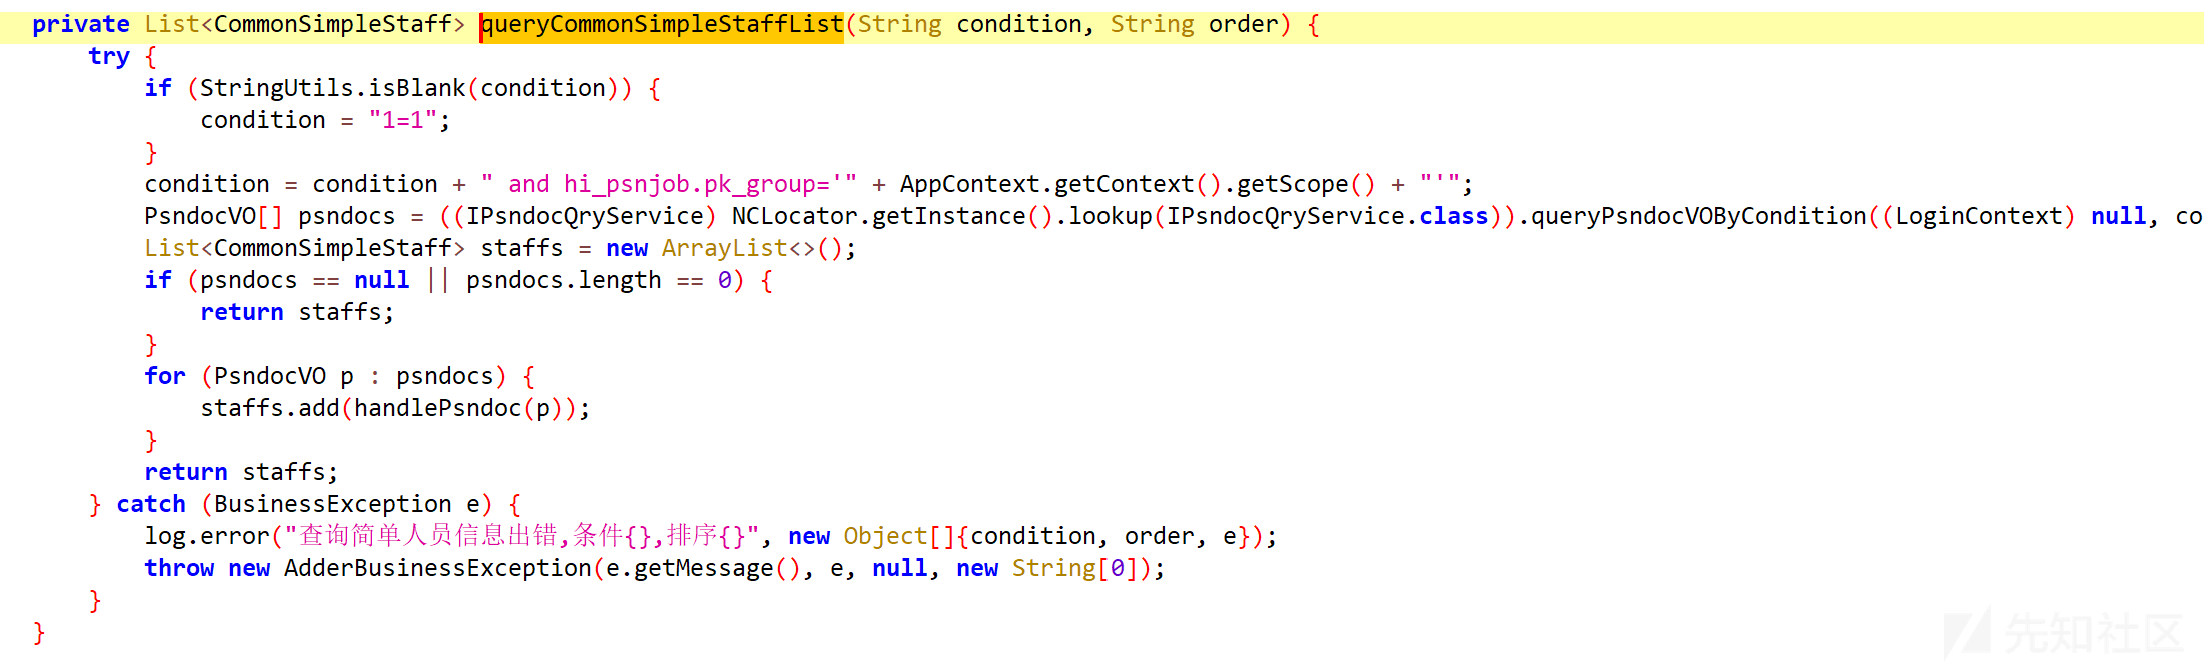 private List<CommonSimpleStaff> queryCommonSimpleStaffList(String condition, String order) {
try {
if (StringUtils.isBlank(condition)) {
condition = "1=1";
}
condition = condition + " and hi_psnjob.pk_group='" + AppContext.getContext().getScope() + "'";
PsndocVO[] psndocs = ((IPsndocQryService) NCLocator.getInstance().lookup(IPsndocQryService.class)).queryPsndocVOByCondition((LoginContext) null, co
List<CommonSimpleStaff> staffs = new ArrayList<>();
if (psndocs == null || psndocs.length == 0) {
return staffs;
}
for (PsndocVO p : psndocs) {
staffs.add(handlePsndoc(p));
}
return staffs;
} catch (BusinessException e) {
log.error("查询简单人员信息出错,条件{},排序{}", new Object[]{condition, order, e});
throw new AdderBusinessException(e.getMessage(), e, null, new String[0]);
}
}
先知社区